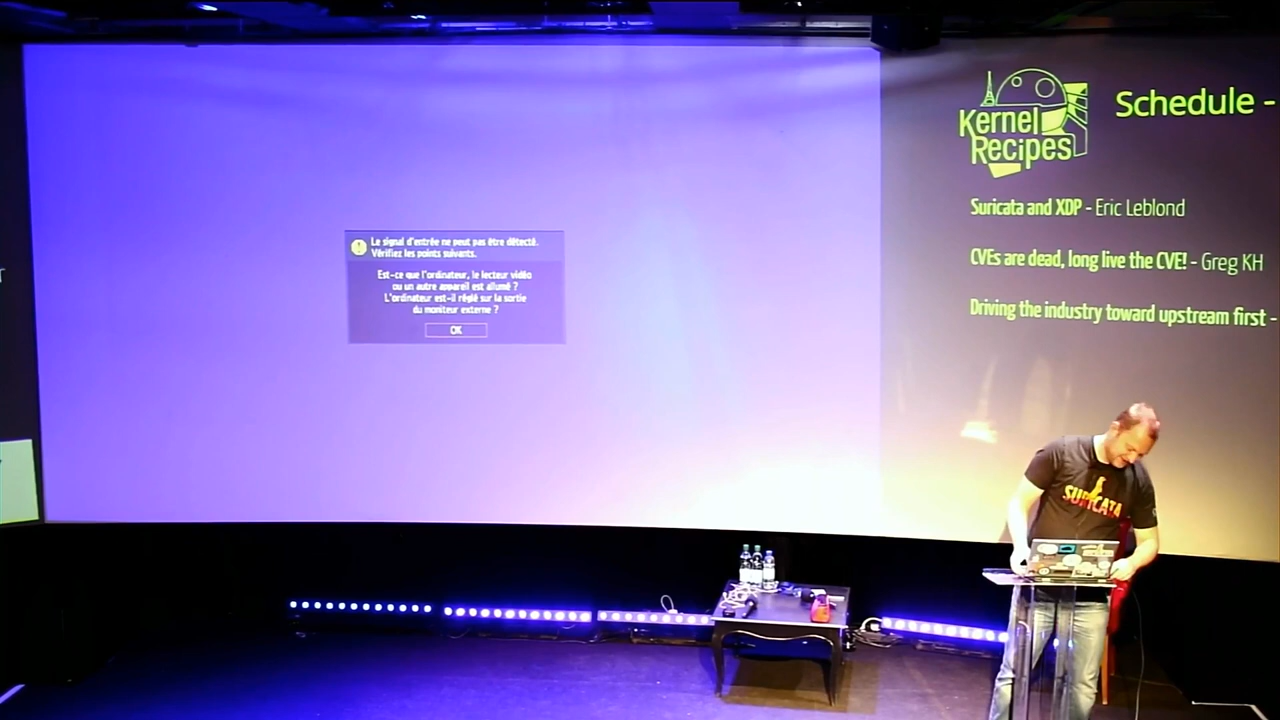 Kernel
Recipes
Schedule -
Suricata and XDP - Eric Leblond
CVEs are dead, long live the CVE! - Greg KH
Driving the industry toward upstream first -
Le signal d'entrée ne peut pas être détecté.
Vérifiez les points suivants.
Est-ce que l'ordinateur, le lecteur vidéo
ou un autre appareil est allumé ?
L'ordinateur est-il réglé sur la sortie
du moniteur externe ?
OK
SURICATA